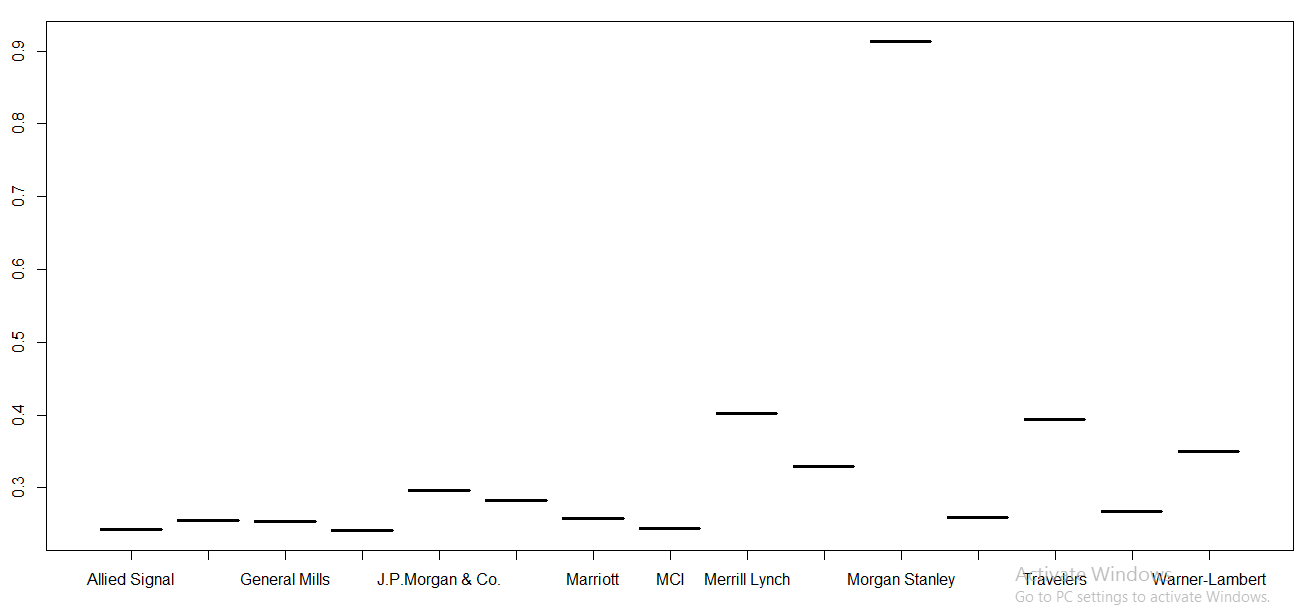 0.9
0.8
0.7
0.6
0.5
0.4
0.3
Allied Signal General Mills J.P.Morgan & Co. Marriott MCI Merrill Lynch Morgan Stanley Travelers Warner-Lambert
Activate Windows
Go to PC settings to activate Windows.